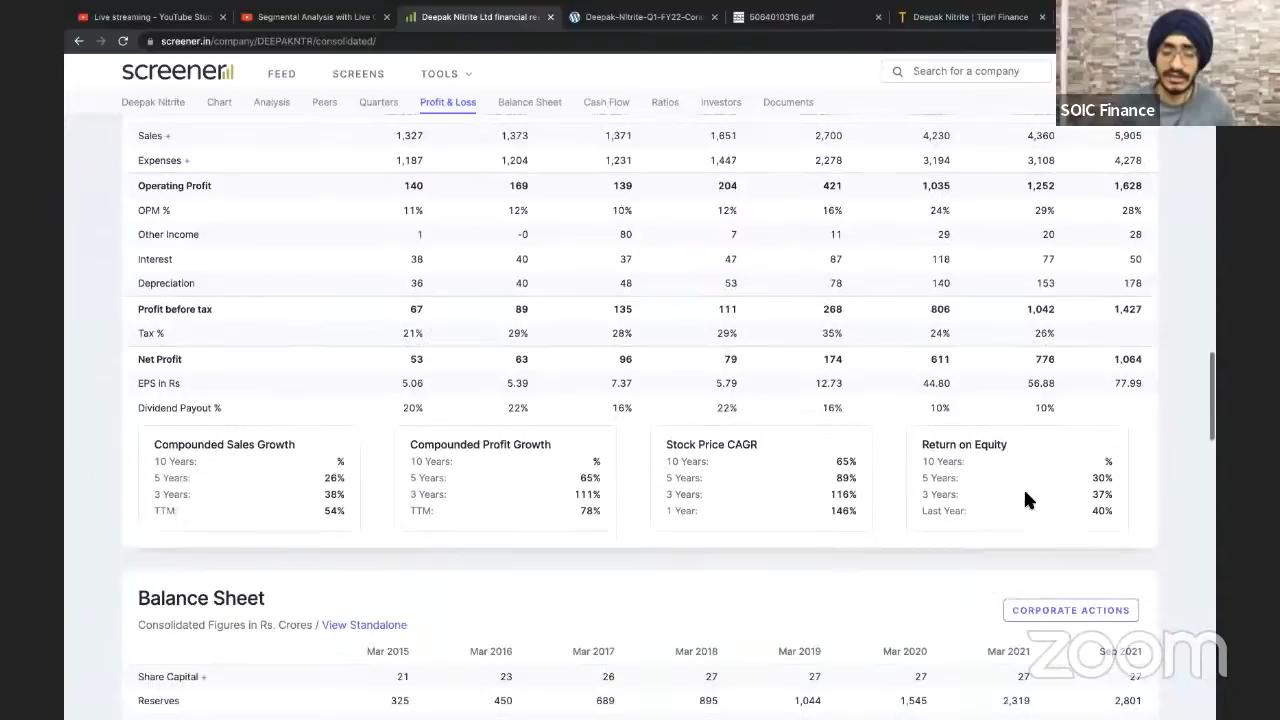 Live streaming - YouTube Stu
Segmental Analysis with Live
Deepak Nitrite Ltd financial re
Deepak-Nitrite-Q1-FY22-Con
5064010316.pdf
Deepak Nitrite | Tijori Finance
screener.in/company/DEEPAKNTR/consolidated/
screener FEED SCREENS TOOLS Search for a company
SOIC Finance
Deepak Nitrite Chart Analysis Peers Quarters Profit & Loss Balance Sheet Cash Flow Ratios Investors Documents
Sales + 1,327 1,373 1,371 1,651 2,700 4,230 4,360 5,905
Expenses + 1,187 1,204 1,231 1,447 2,278 3,194 3,108 4,278
Operating Profit 140 169 139 204 421 1,035 1,252 1,628
OPM % 11% 12% 10% 12% 16% 24% 29% 28%
Other Income 1 -0 80 7 11 29 20 28
Interest 38 40 37 47 87 118 77 50
Depreciation 36 40 48 53 78 140 153 178
Profit before tax 67 89 135 111 268 806 1,042 1,427
Tax % 21% 29% 28% 29% 35% 24% 26%
Net Profit 53 63 96 79 174 611 776 1,064
EPS in Rs 5.06 5.39 7.37 5.79 12.73 44.80 56.88 77.99
Dividend Payout % 20% 22% 16% 22% 16% 10% 10%
Compounded Sales Growth
10 Years: %
5 Years: 26%
3 Years: 38%
TTM: 54%
Compounded Profit Growth
10 Years: %
5 Years: 65%
3 Years: 111%
TTM: 78%
Stock Price CAGR
10 Years: 65%
5 Years: 89%
3 Years: 116%
1 Year: 146%
Return on Equity
10 Years: %
5 Years: 30%
3 Years: 37%
Last Year: 40%
Balance Sheet
Consolidated Figures in Rs. Crores / View Standalone
CORPORATE ACTIONS
Mar 2015 Mar 2016 Mar 2017 Mar 2018 Mar 2019 Mar 2020 Mar 2021 Sep 2021
Share Capital + 21 23 26 27 27 27 27 27
Reserves 325 450 689 895 1,044 1,545 2,319 2,801
zoom